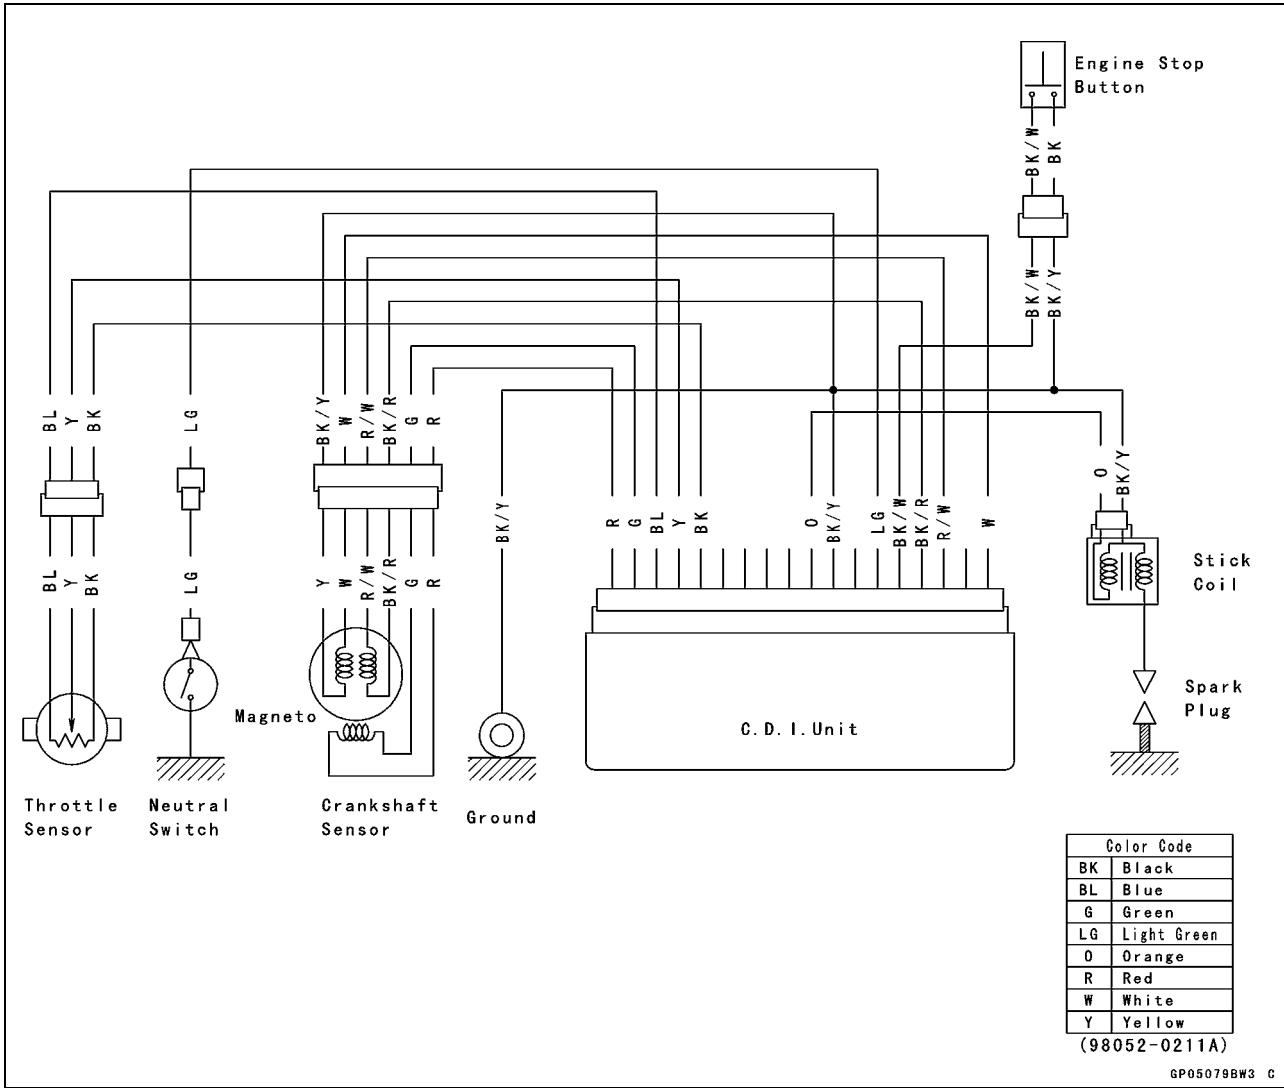 Engine Stop
Button
BK/W
BK
BK/W
BK/Y
BL
Y
BK
LG
BK/Y
W
R/W
BK/R
G
R
O
BK/Y
BK/Y
R
G
BL
Y
BK
O
BK/Y
LG
BK/W
BK/R
R/W
W
BL
Y
BK
LG
Y
W
R/W
BK/R
G
R
Stick
Coil
Magneto
C.D.I.Unit
Spark
Plug
Throttle
Sensor
Neutral
Switch
Crankshaft
Sensor
Ground
Color Code
BK Black
BL Blue
G Green
LG Light Green
O Orange
R Red
W White
Y Yellow
(98052-0211A)
GP05079BW3 C